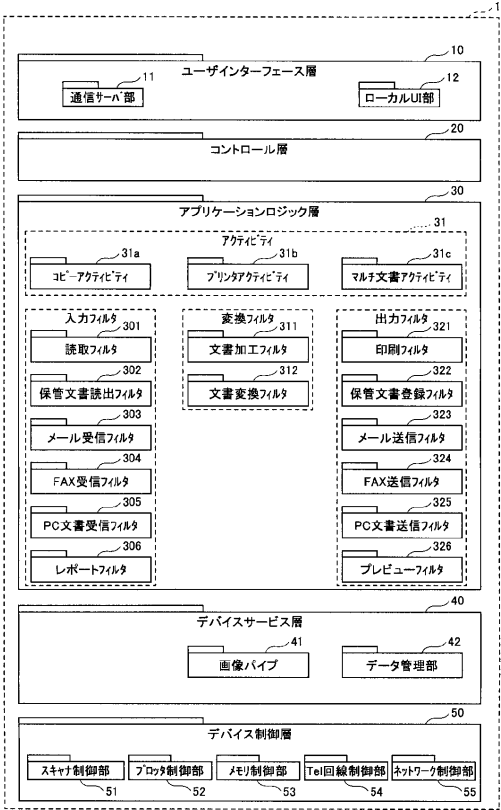 1
10
ユーザインターフェース層
11
12
通信サーバ部
ローカルUI部
20
コントロール層
30
アプリケーションロジック層
31
アクティビティ
31a
31b
31c
コピーアクティビティ
プリンタアクティビティ
マルチ文書アクティビティ
入力フィルタ
変換フィルタ
出力フィルタ
301
311
321
読取フィルタ
文書加工フィルタ
印刷フィルタ
302
312
322
保管文書読出フィルタ
文書変換フィルタ
保管文書登録フィルタ
303
323
メール受信フィルタ
メール送信フィルタ
304
324
FAX受信フィルタ
FAX送信フィルタ
305
325
PC文書受信フィルタ
PC文書送信フィルタ
306
326
レポートフィルタ
プレビューフィルタ
40
デバイスサービス層
41
42
画像パイプ
データ管理部
50
デバイス制御層
スキャナ制御部
プロッタ制御部
メモリ制御部
Tel回線制御部
ネットワーク制御部
51
52
53
54
55